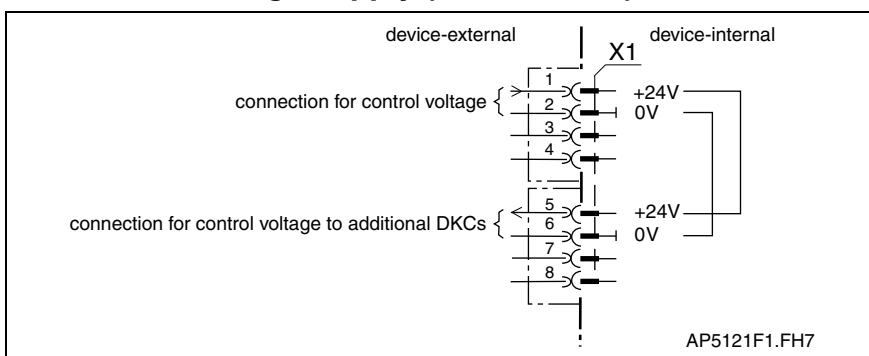 device-external
device-internal
X1
1
+24V
connection for control voltage
2
0V
3
4
5
+24V
connection for control voltage to additional DKCs
6
0V
7
8
AP5121F1.FH7